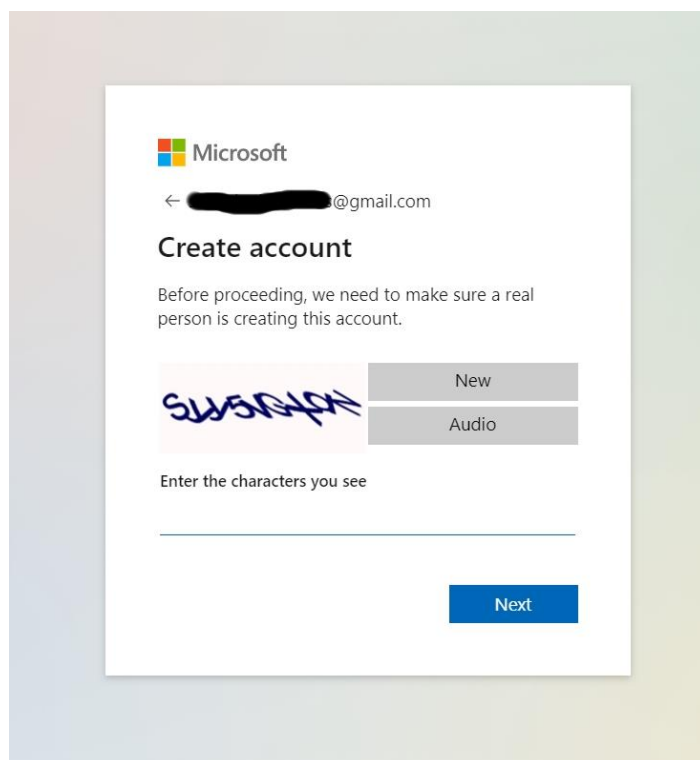 Microsoft
@gmail.com
Create account
Before proceeding, we need to make sure a real
person is creating this account.
New
Audio
Enter the characters you see
Next